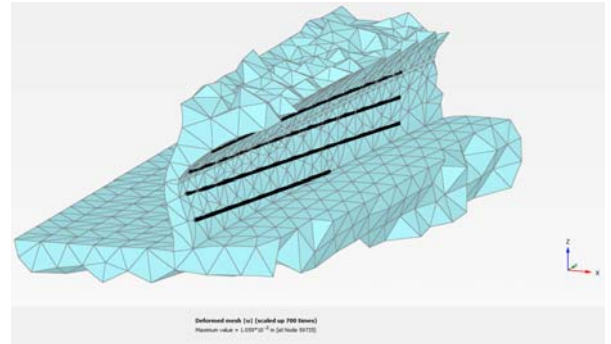 Z
X
Deformed mesh |u| (scaled up 700 times)
Maximum value = 1.059*10⁻³ m (at Node 59735)